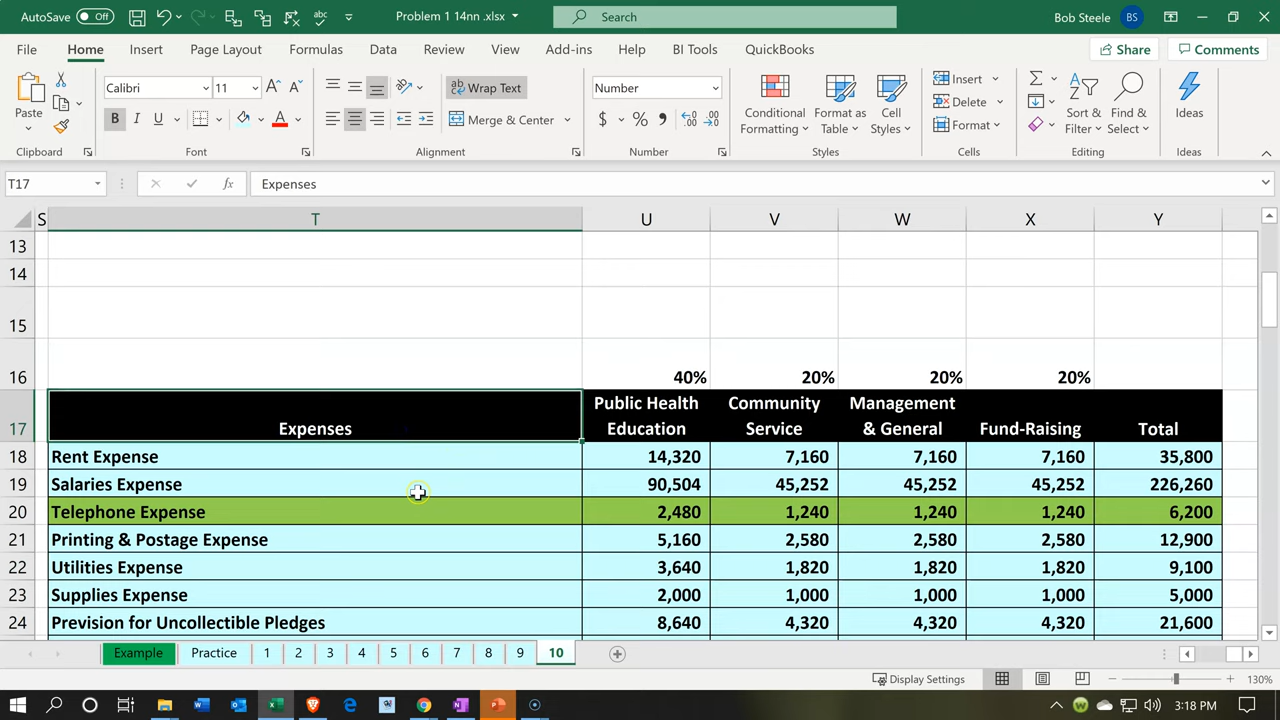 AutoSave Off Problem 1 14nn .xlsx Search Bob Steele BS
File Home Insert Page Layout Formulas Data Review View Add-ins Help BI Tools QuickBooks Share Comments
Calibri 11 Wrap Text Number Insert
Paste B I U Merge & Center $ % Conditional Formatting Format as Table Cell Styles Delete Sort & Filter Find & Select Ideas
Format
Clipboard Font Alignment Number Styles Cells Editing Ideas
T17 fx Expenses
S T U V W X Y
13
14
15
16 40% 20% 20% 20%
Public Health Community Management
17 Expenses Education Service & General Fund-Raising Total
18 Rent Expense 14,320 7,160 7,160 7,160 35,800
19 Salaries Expense 90,504 45,252 45,252 45,252 226,260
20 Telephone Expense 2,480 1,240 1,240 1,240 6,200
21 Printing & Postage Expense 5,160 2,580 2,580 2,580 12,900
22 Utilities Expense 3,640 1,820 1,820 1,820 9,100
23 Supplies Expense 2,000 1,000 1,000 1,000 5,000
24 Prevision for Uncollectible Pledges 8,640 4,320 4,320 4,320 21,600
Example Practice 1 2 3 4 5 6 7 8 9 10
Display Settings 130%
3:18 PM